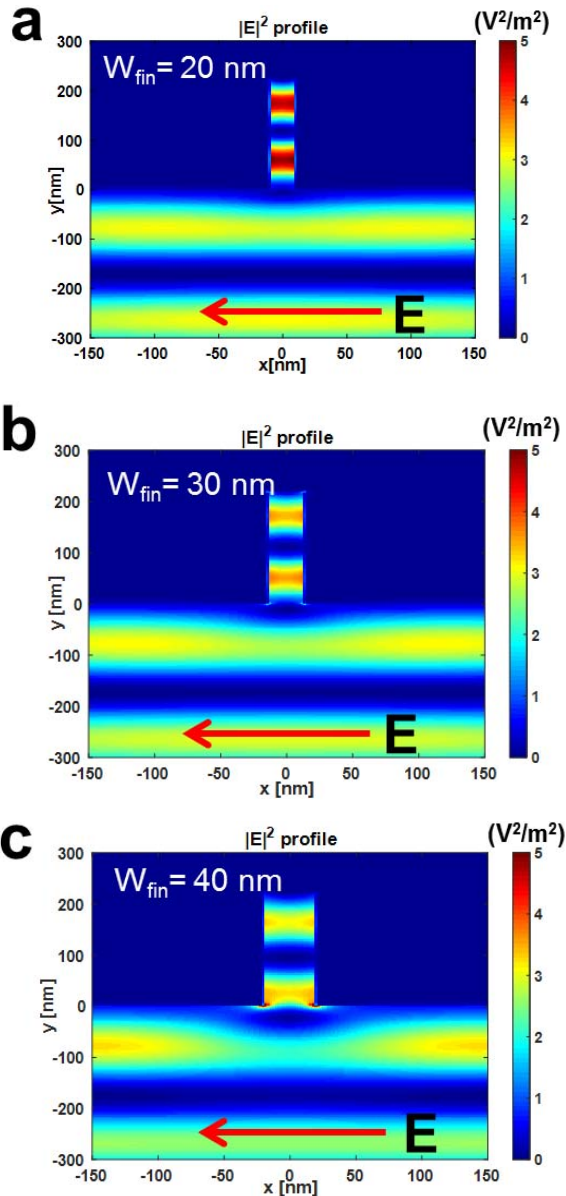 a
|E|² profile
(V²/m²)
W_fin= 20 nm
300
200
100
0
-100
-200
-300
y[nm]
-150
-100
-50
0
50
100
150
x[nm]
E
5
4
3
2
1
0
b
|E|² profile
(V²/m²)
W_fin= 30 nm
300
200
100
0
-100
-200
-300
y [nm]
-150
-100
-50
0
50
100
150
x [nm]
E
5
4
3
2
1
0
c
|E|² profile
(V²/m²)
W_fin= 40 nm
300
200
100
0
-100
-200
-300
y [nm]
-150
-100
-50
0
50
100
150
x [nm]
E
5
4
3
2
1
0